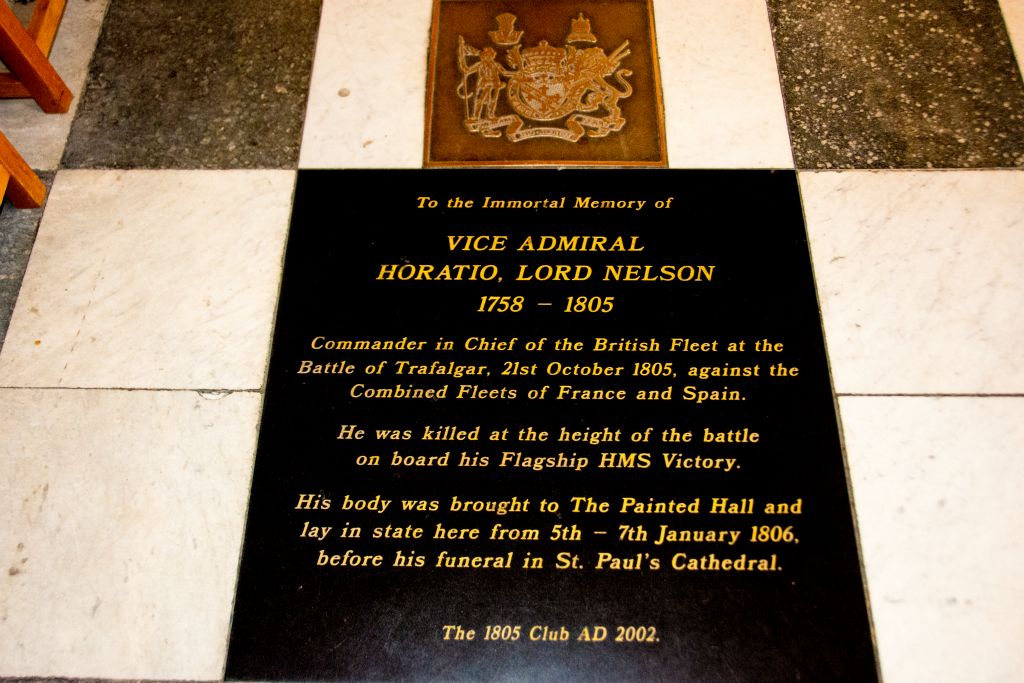 To the Immortal Memory of
VICE ADMIRAL
HORATIO, LORD NELSON
1758 – 1805
Commander in Chief of the British Fleet at the
Battle of Trafalgar, 21st October 1805, against the
Combined Fleets of France and Spain.
He was killed at the height of the battle
on board his Flagship HMS Victory.
His body was brought to The Painted Hall and
lay in state here from 5th – 7th January 1806,
before his funeral in St. Paul's Cathedral.
The 1805 Club AD 2002.